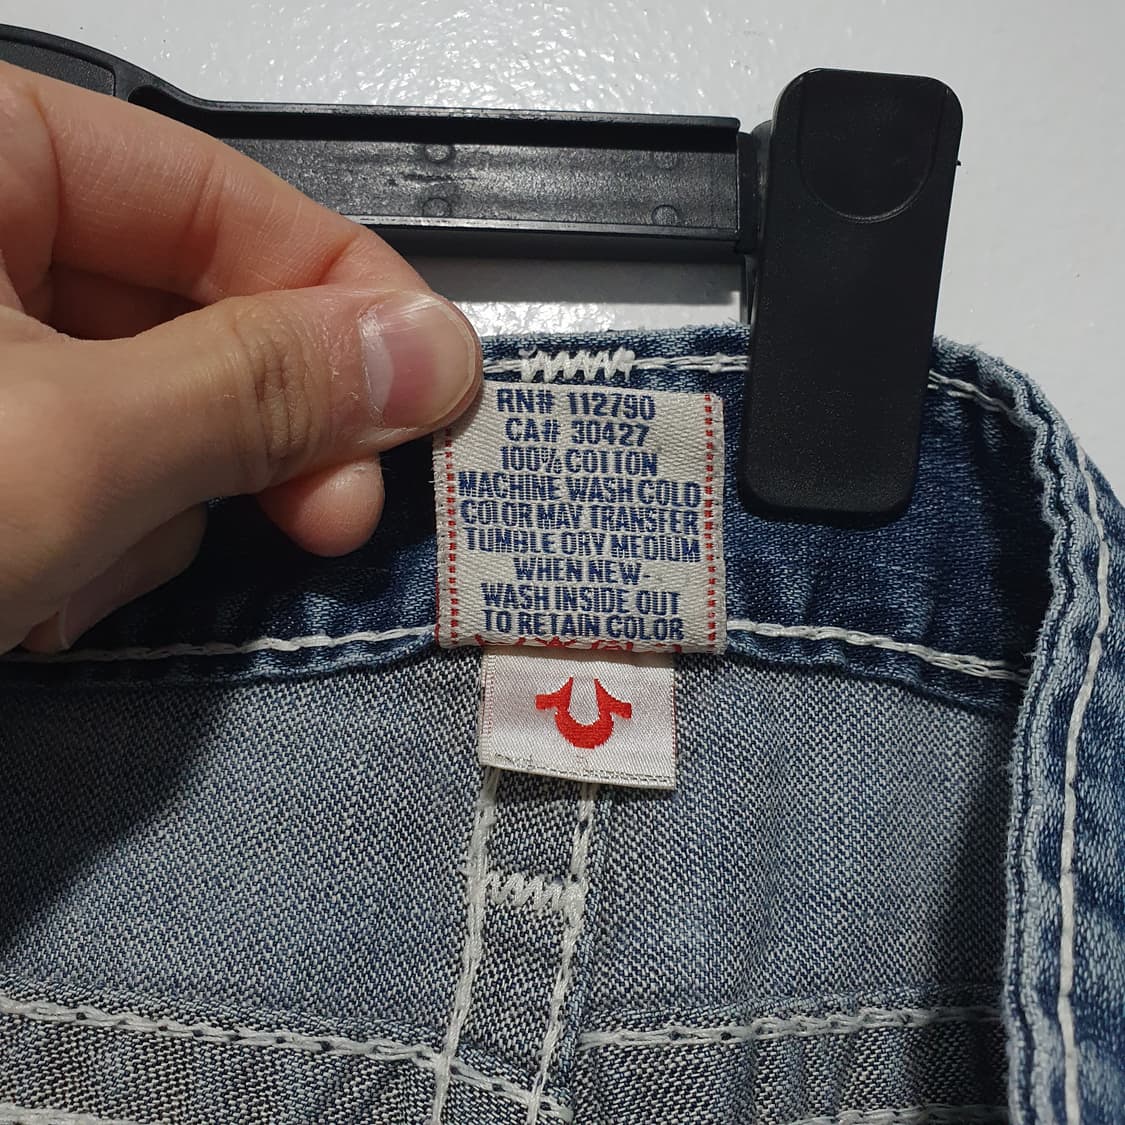 RN# 112790
CA# 30427
100% COTTON
MACHINE WASH COLD
COLOR MAY TRANSFER
TUMBLE DRY MEDIUM
WHEN NEW-
WASH INSIDE OUT
TO RETAIN COLOR